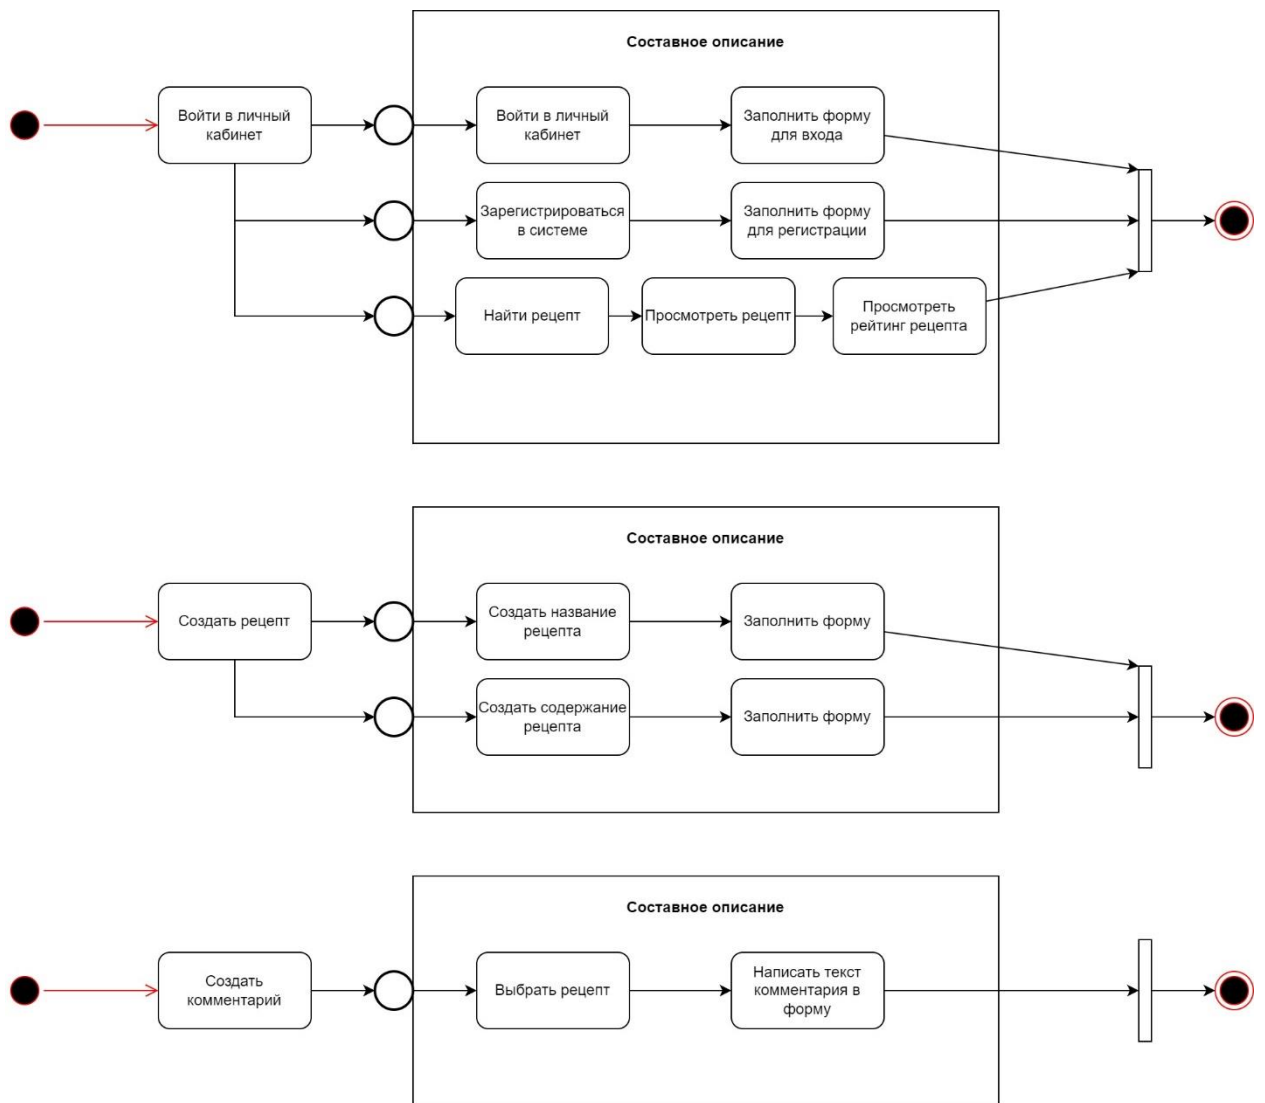 Составное описание
Войти в личный
кабинет
Войти в личный
кабинет
Заполнить форму
для входа
Зарегистрироваться
в системе
Заполнить форму
для регистрации
Найти рецепт
Просмотреть рецепт
Просмотреть
рейтинг рецепта
Составное описание
Создать рецепт
Создать название
рецепта
Заполнить форму
Создать содержание
рецепта
Заполнить форму
Составное описание
Создать
комментарий
Выбрать рецепт
Написать текст
комментария в
форму